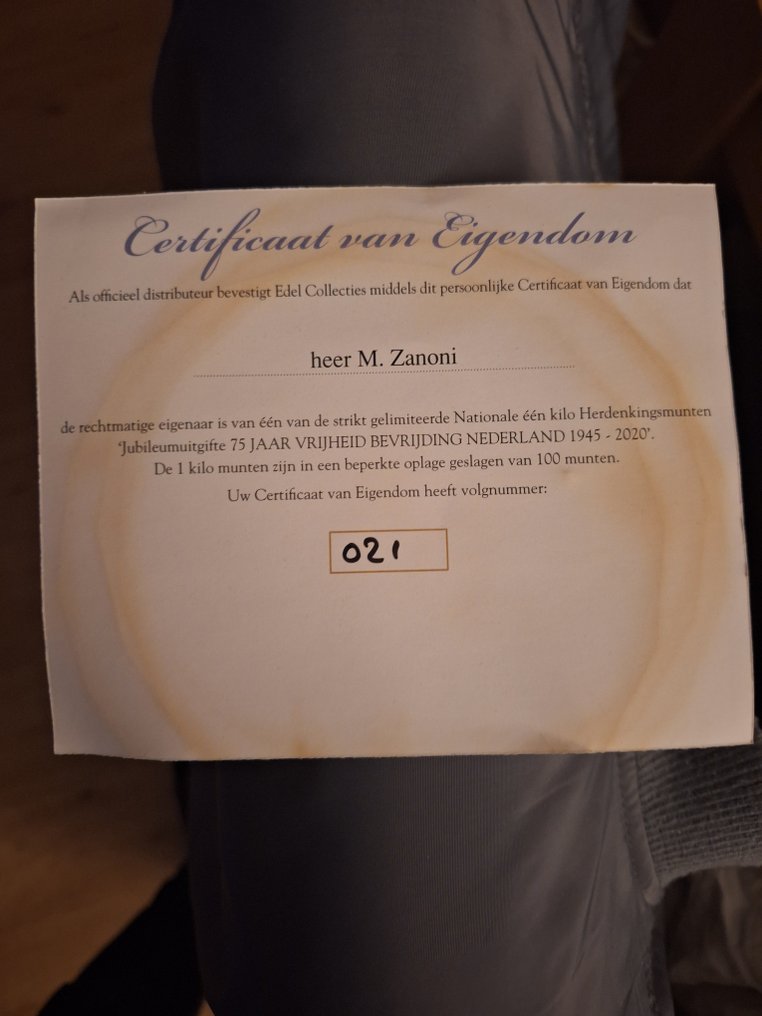 Certificaat van Eigendom
Als officieel distributeur bevestigt Edel Collecties middels dit persoonlijke Certificaat van Eigendom dat
heer M. Zanoni
de rechtmatige eigenaar is van één van de strikt gelimiteerde Nationale één kilo Herdenkingsmunten
‘Jubileumuitgifte 75 JAAR VRIJHEID BEVRIJDING NEDERLAND 1945 - 2020’.
De 1 kilo munten zijn in een beperkte oplage geslagen van 100 munten.
Uw Certificaat van Eigendom heeft volgnummer:
021